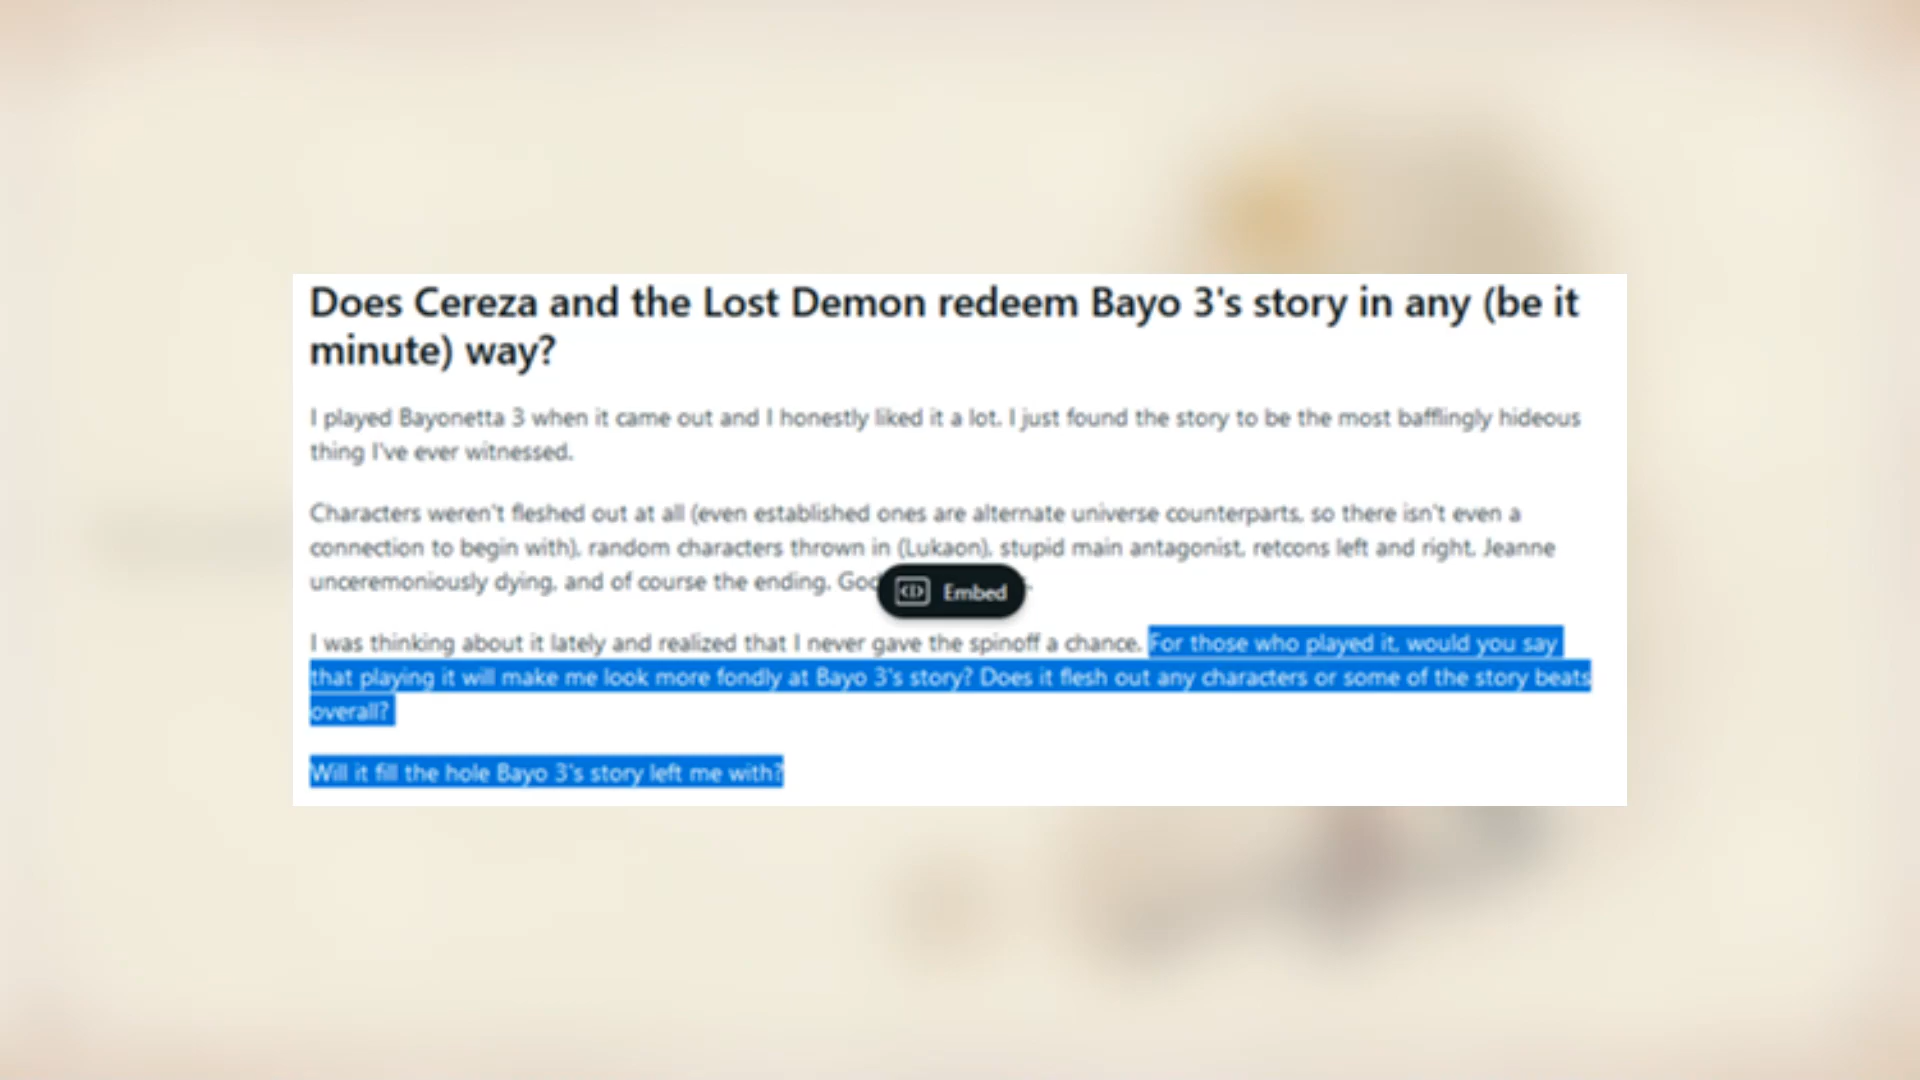 Does Cereza and the Lost Demon redeem Bayo 3's story in any (be it
minute) way?
I played Bayonetta 3 when it came out and I honestly liked it a lot. I just found the story to be the most bafflingly hideous
thing I've ever witnessed.
Characters weren't fleshed out at all (even established ones are alternate universe counterparts, so there isn't even a
connection to begin with), random characters thrown in (Lukaon), stupid main antagonist, retcons left and right, Jeanne
unceremoniously dying, and of course the ending. God
Embed
I was thinking about it lately and realized that I never gave the spinoff a chance. For those who played it, would you say
that playing it will make me look more fondly at Bayo 3's story? Does it flesh out any characters or some of the story beats
overall?
Will it fill the hole Bayo 3's story left me with?